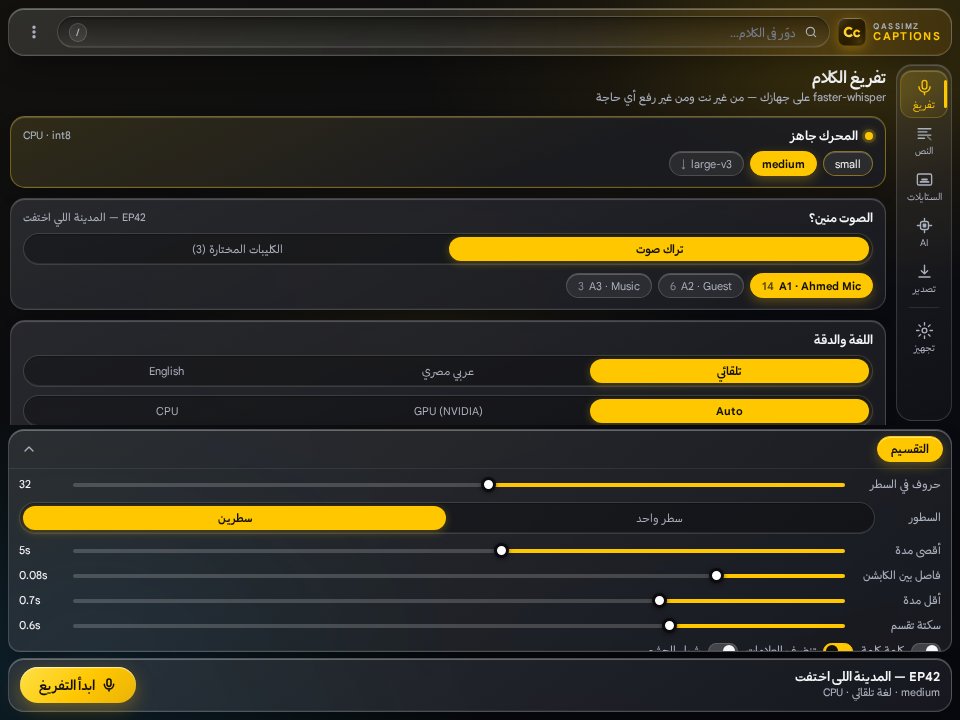 Cc
QASSIMZ
CAPTIONS
دوّر في الكلام...
/
تفريغ
النص
الستايلات
AI
تصدير
تجهيز
تفريغ الكلام
faster-whisper على جهازك — من غير نت ومن غير رفع أي حاجة
المحرك جاهز
CPU · int8
small
medium
large-v3 ↓
الصوت منين؟
EP42 — المدينة اللي اختفت
تراك صوت
الكليبات المختارة (3)
A1 · Ahmed Mic 14
A2 · Guest 6
A3 · Music 3
اللغة والدقة
تلقائي
عربي مصري
English
Auto
GPU (NVIDIA)
CPU
التقسيم
حروف في السطر
32
السطور
سطر واحد
سطرين
أقصى مدة
5s
فاصل بين الكابشن
0.08s
أقل مدة
0.7s
سكتة تقسم
0.6s
كلمة كلمة
EP42 — المدينة اللي اختفت
medium · لغة تلقائي · CPU
ابدأ التفريغ